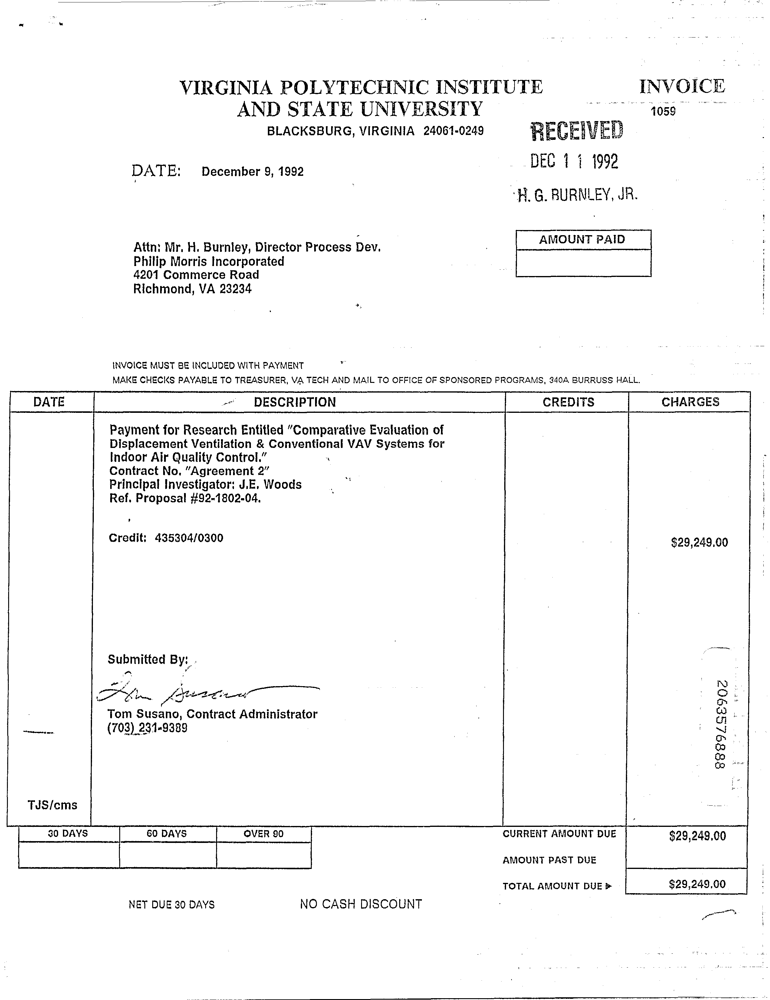 VIRGINIA POLYTECHNIC INSTITUTE
AND STATE UNIVERSITY
BLACKSBURG, VIRGINIA 24061-0249
INVOICE
1059
RECEIVED
DEC 11 1992
H. G. BURNLEY, JR.
DATE: December 9, 1992
AMOUNT PAID
Attn: Mr. H. Burnley, Director Process Dev.
Philip Morris Incorporated
4201 Commerce Road
Richmond, VA 23234
INVOICE MUST BE INCLUDED WITH PAYMENT
MAKE CHECKS PAYABLE TO TREASURER, VA TECH AND MAIL TO OFFICE OF SPONSORED PROGRAMS, 340A BURRUSS HALL.
DATE DESCRIPTION CREDITS CHARGES
Payment for Research Entitled "Comparative Evaluation of
Displacement Ventilation & Conventional VAV Systems for
Indoor Air Quality Control."
Contract No. "Agreement 2"
Principal Investigator: J.E. Woods
Ref. Proposal #92-1802-04.
Credit: 435304/0300 $29,249.00
Submitted By:
Tom Susano
Tom Susano, Contract Administrator
(703) 231-9389
2063576888
TJS/cms
30 DAYS 60 DAYS OVER 90
CURRENT AMOUNT DUE $29,249.00
AMOUNT PAST DUE
TOTAL AMOUNT DUE ▶ $29,249.00
NET DUE 30 DAYS NO CASH DISCOUNT